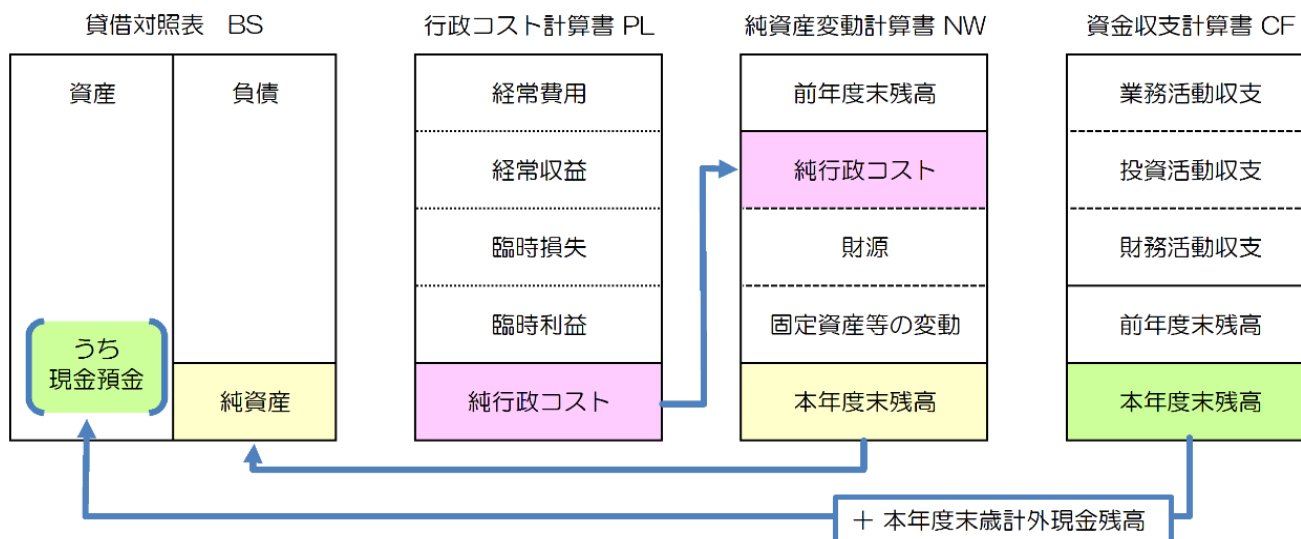 貸借対照表 BS
資産
負債
うち
現金預金
純資産
行政コスト計算書 PL
経常費用
経常収益
臨時損失
臨時利益
純行政コスト
純資産変動計算書 NW
前年度末残高
純行政コスト
財源
固定資産等の変動
本年度末残高
資金収支計算書 CF
業務活動収支
投資活動収支
財務活動収支
前年度末残高
本年度末残高
＋ 本年度末歳計外現金残高